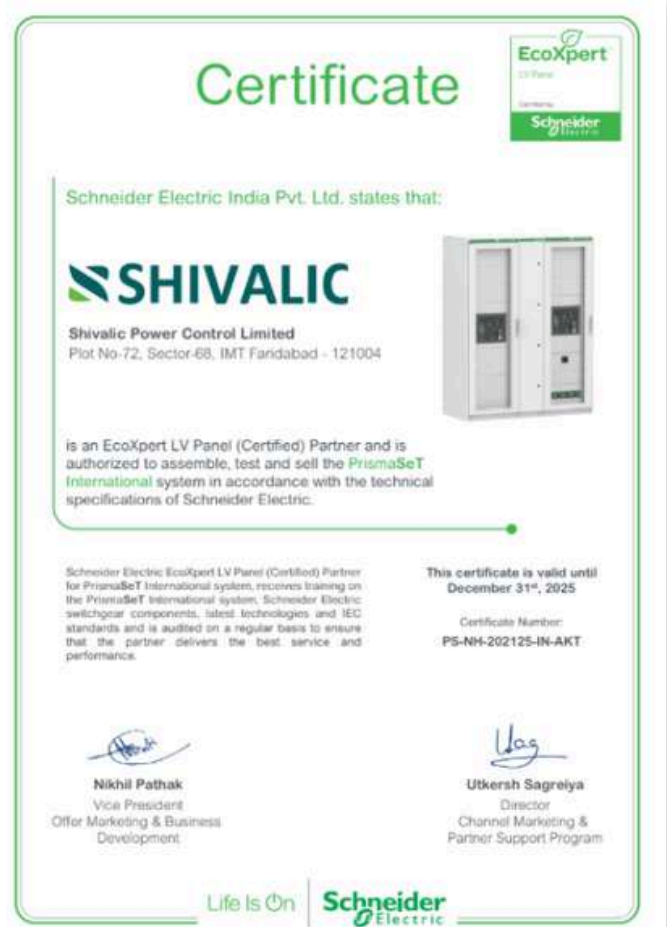 Certificate
EcoXpert
LV Panel
Certified by
Schneider
Electric
Schneider Electric India Pvt. Ltd. states that:
SHIVALIC
Shivalic Power Control Limited
Plot No-72, Sector-68, IMT Faridabad - 121004
is an EcoXpert LV Panel (Certified) Partner and is
authorized to assemble, test and sell the PrismaSeT
International system in accordance with the technical
specifications of Schneider Electric.
Schneider Electric EcoXpert LV Panel (Certified) Partner
for PrismaSeT International system, receives training on
the PrismaSeT International system, Schneider Electric
switchgear components, latest technologies and IEC
standards and is audited on a regular basis to ensure
that the partner delivers the best service and
performance.
This certificate is valid until
December 31st, 2025
Certificate Number:
PS-NH-202125-IN-AKT
Nikhil Pathak
Vice President
Offer Marketing & Business
Development
Utkersh Sagreiya
Director
Channel Marketing &
Partner Support Program
Life Is On
Schneider
Electric